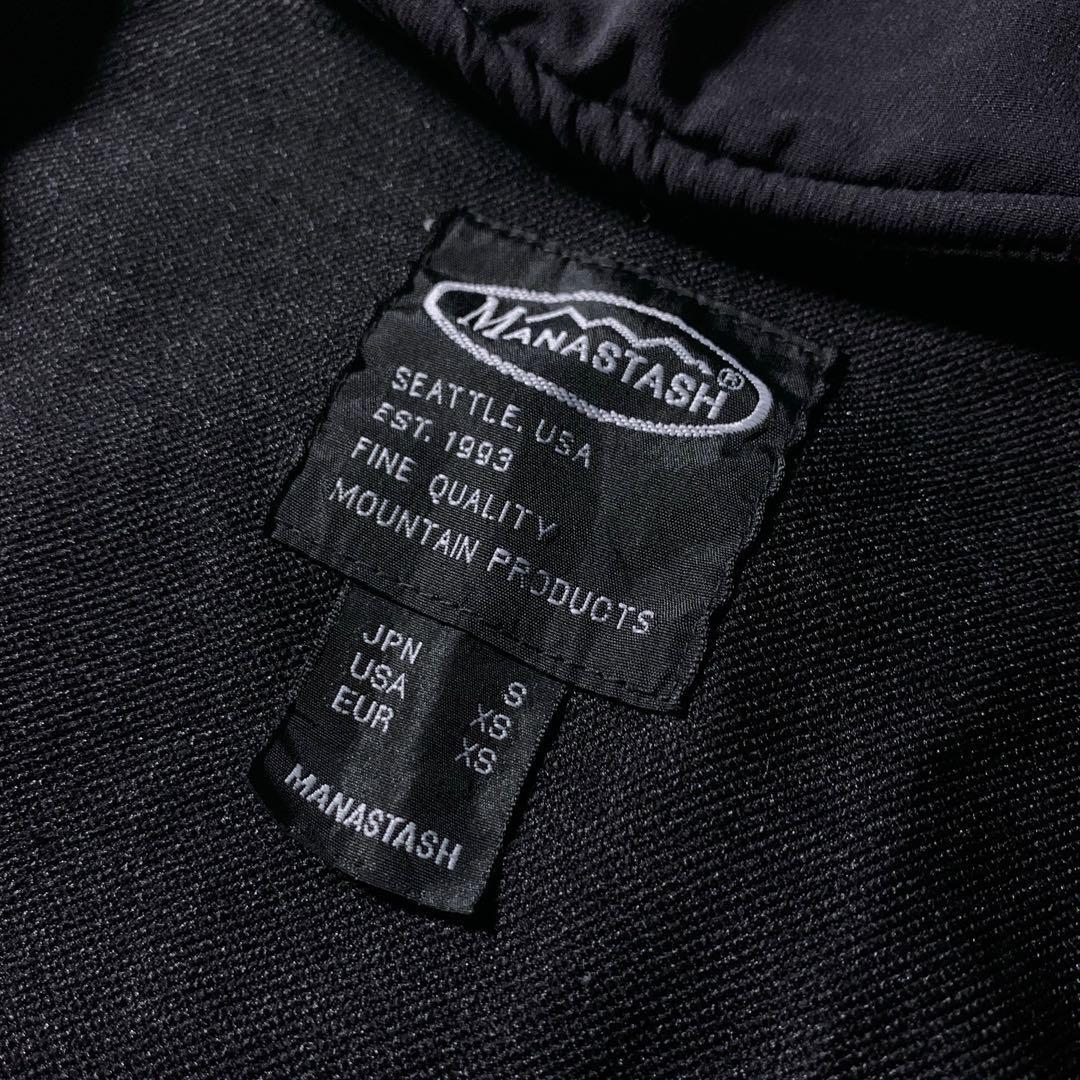 MANASTASH®
SEATTLE, USA
EST. 1993
FINE QUALITY
MOUNTAIN PRODUCTS
JPN S
USA XS
EUR XS
MANASTASH